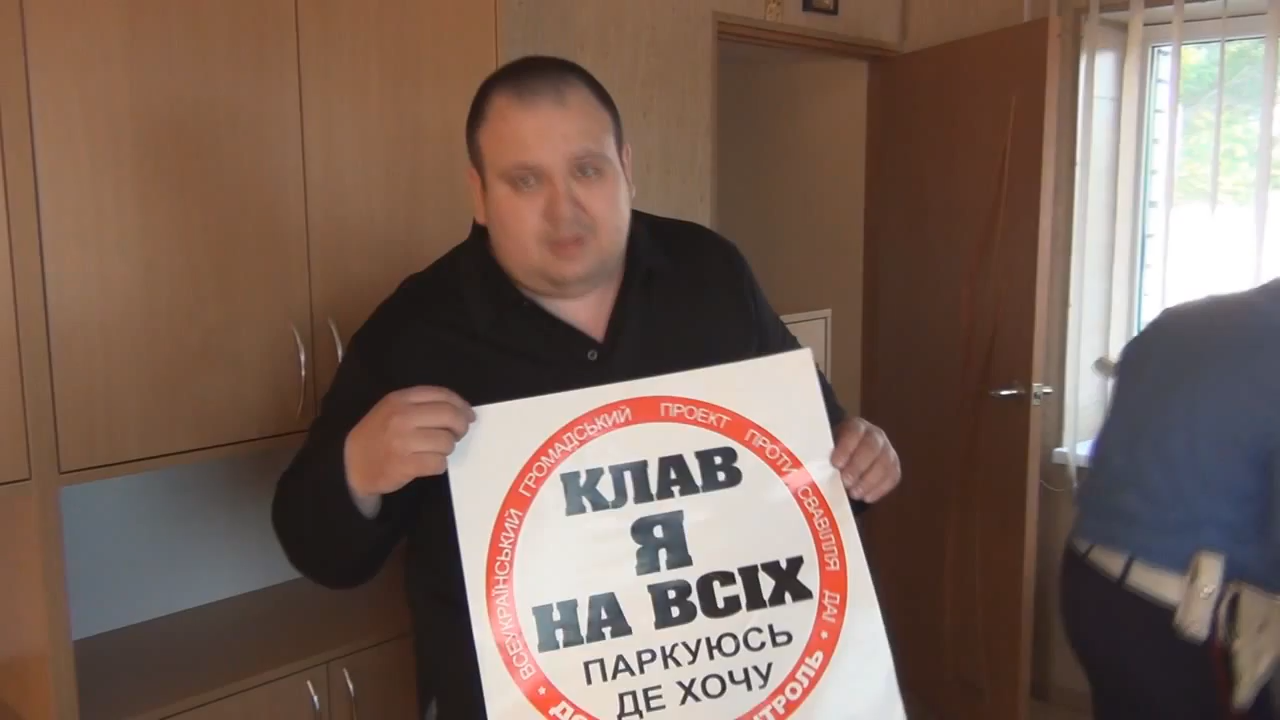 ВСЕУКРАЇНСЬКИЙ ГРОМАДСЬКИЙ ПРОЕКТ ПРОТИ СВАВІЛЛЯ ДАІ
КЛАВ
Я
НА ВСІХ
ПАРКУЮСЬ
ДЕ ХОЧУ